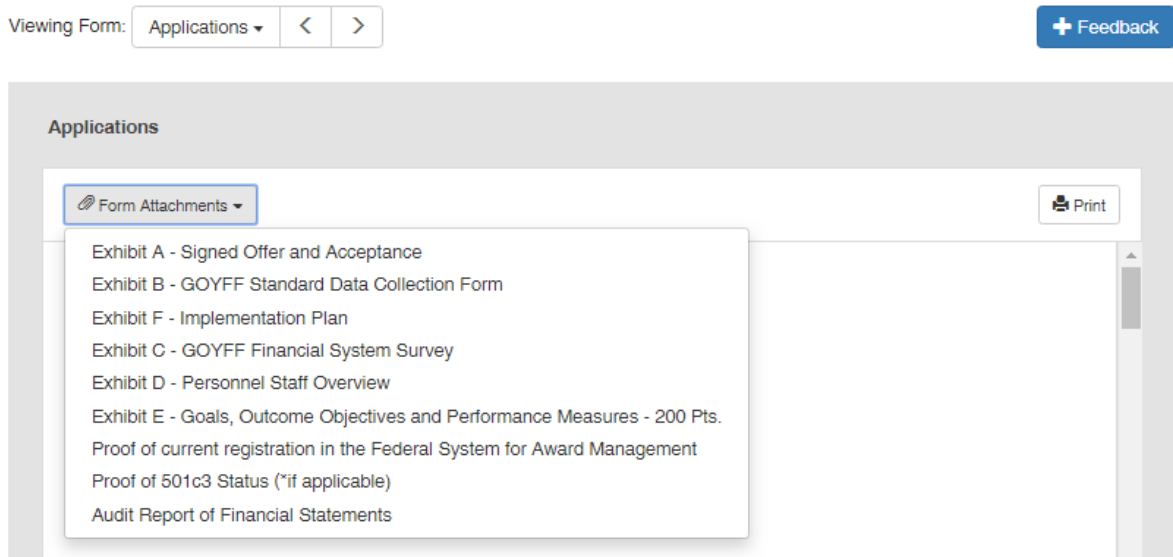 Viewing Form: Applications
Feedback
Applications
Form Attachments
Print
Exhibit A - Signed Offer and Acceptance
Exhibit B - GOYFF Standard Data Collection Form
Exhibit F - Implementation Plan
Exhibit C - GOYFF Financial System Survey
Exhibit D - Personnel Staff Overview
Exhibit E - Goals, Outcome Objectives and Performance Measures - 200 Pts.
Proof of current registration in the Federal System for Award Management
Proof of 501c3 Status (*if applicable)
Audit Report of Financial Statements